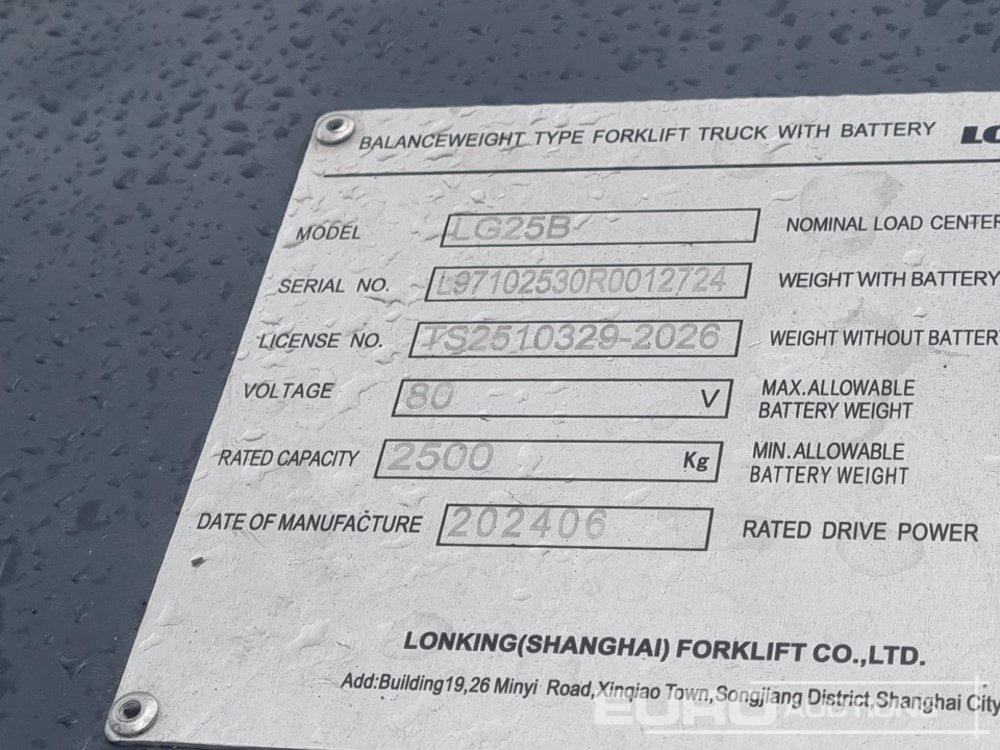 BALANCEWEIGHT TYPE FORKLIFT TRUCK WITH BATTERY
MODEL LG25B NOMINAL LOAD CENTER
SERIAL NO. L97102530R0012724 WEIGHT WITH BATTERY
LICENSE NO. TS2510329-2026 WEIGHT WITHOUT BATTER
VOLTAGE 80 V MAX.ALLOWABLE
BATTERY WEIGHT
RATED CAPACITY 2500 Kg MIN.ALLOWABLE
BATTERY WEIGHT
DATE OF MANUFACTURE 202406 RATED DRIVE POWER
LONKING(SHANGHAI) FORKLIFT CO.,LTD.
Add:Building19,26 Minyi Road,Xinqiao Town,Songjiang District,Shanghai City
EURO AUCTIONS